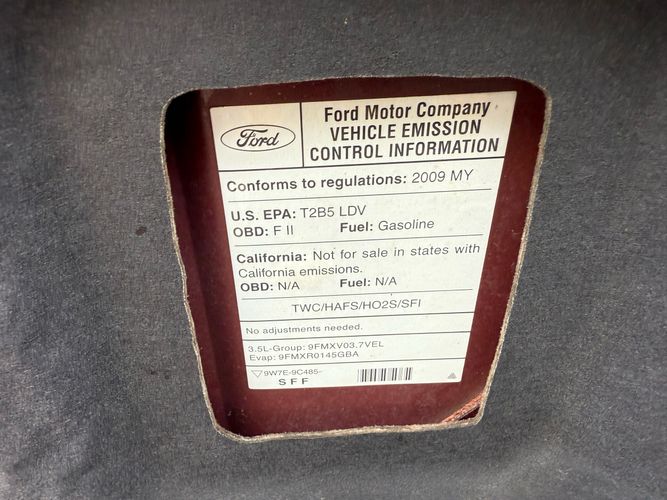 Ford
Ford Motor Company
VEHICLE EMISSION
CONTROL INFORMATION
Conforms to regulations: 2009 MY
U.S. EPA: T2B5 LDV
OBD: F II Fuel: Gasoline
California: Not for sale in states with
California emissions.
OBD: N/A Fuel: N/A
TWC/HAFS/HO2S/SFI
No adjustments needed.
3.5L-Group: 9FMXV03.7VEL
Evap: 9FMXR0145GBA
9W7E-9C485-
SFF